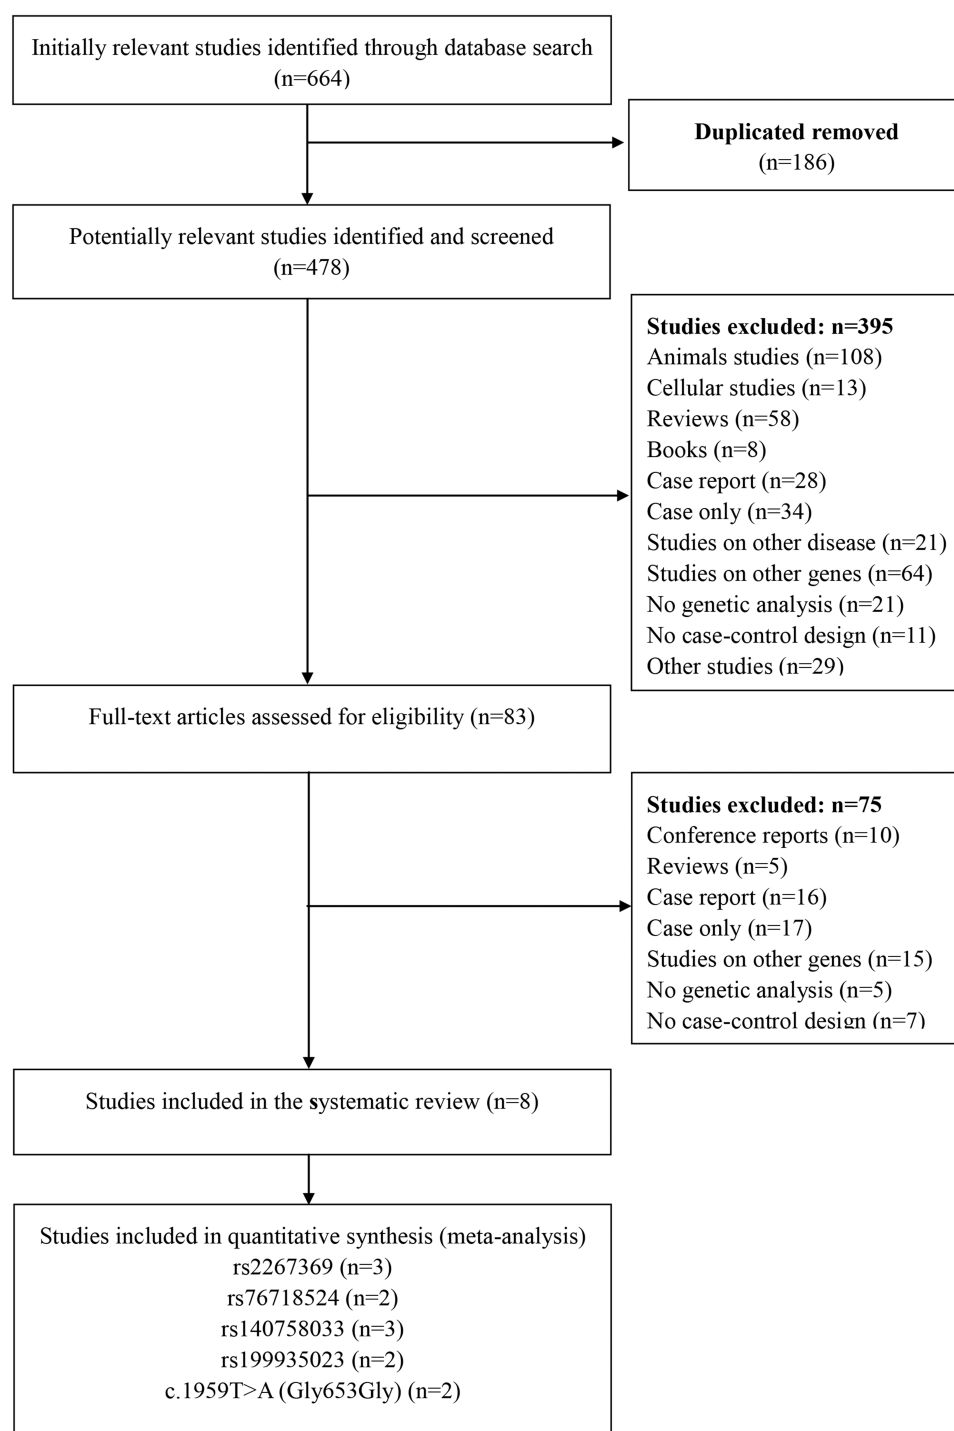 Initially relevant studies identified through database search
(n=664)
Duplicated removed
(n=186)
Potentially relevant studies identified and screened
(n=478)
Studies excluded: n=395
Animals studies (n=108)
Cellular studies (n=13)
Reviews (n=58)
Books (n=8)
Case report (n=28)
Case only (n=34)
Studies on other disease (n=21)
Studies on other genes (n=64)
No genetic analysis (n=21)
No case-control design (n=11)
Other studies (n=29)
Full-text articles assessed for eligibility (n=83)
Studies excluded: n=75
Conference reports (n=10)
Reviews (n=5)
Case report (n=16)
Case only (n=17)
Studies on other genes (n=15)
No genetic analysis (n=5)
No case-control design (n=7)
Studies included in the systematic review (n=8)
Studies included in quantitative synthesis (meta-analysis)
rs2267369 (n=3)
rs76718524 (n=2)
rs140758033 (n=3)
rs199935023 (n=2)
c.1959T>A (Gly653Gly) (n=2)